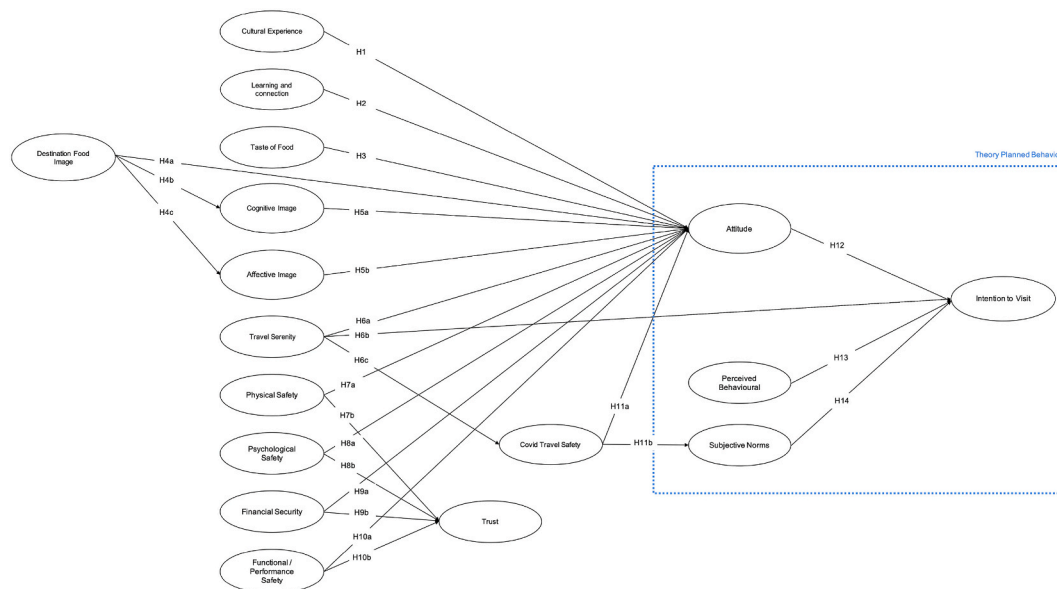 Cultural Experience
H1
Learning and
connection
H2
Taste of Food
H3
Destination Food
Image
H4a
H4b
H4c
Cognitive Image
H5a
Affective Image
H5b
Travel Serenity
H6a
H6b
H6c
Physical Safety
H7a
H7b
Psychological
Safety
H8a
H8b
Financial Security
H9a
H9b
Functional /
Performance
Safety
H10a
H10b
Trust
Covid Travel Safety
H11a
H11b
Theory Planned Behavio
Attitude
H12
Intention to Visit
Perceived
Behavioural
H13
Subjective Norms
H14